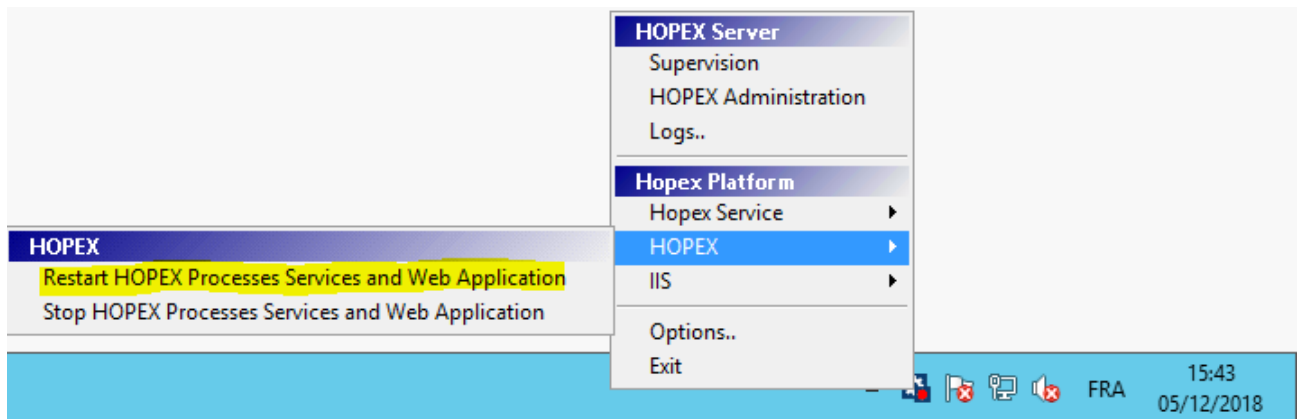 HOPEX Server
Supervision
HOPEX Administration
Logs..
Hopex Platform
Hopex Service
HOPEX
IIS
Options..
Exit
HOPEX
Restart HOPEX Processes Services and Web Application
Stop HOPEX Processes Services and Web Application
FRA
15:43
05/12/2018